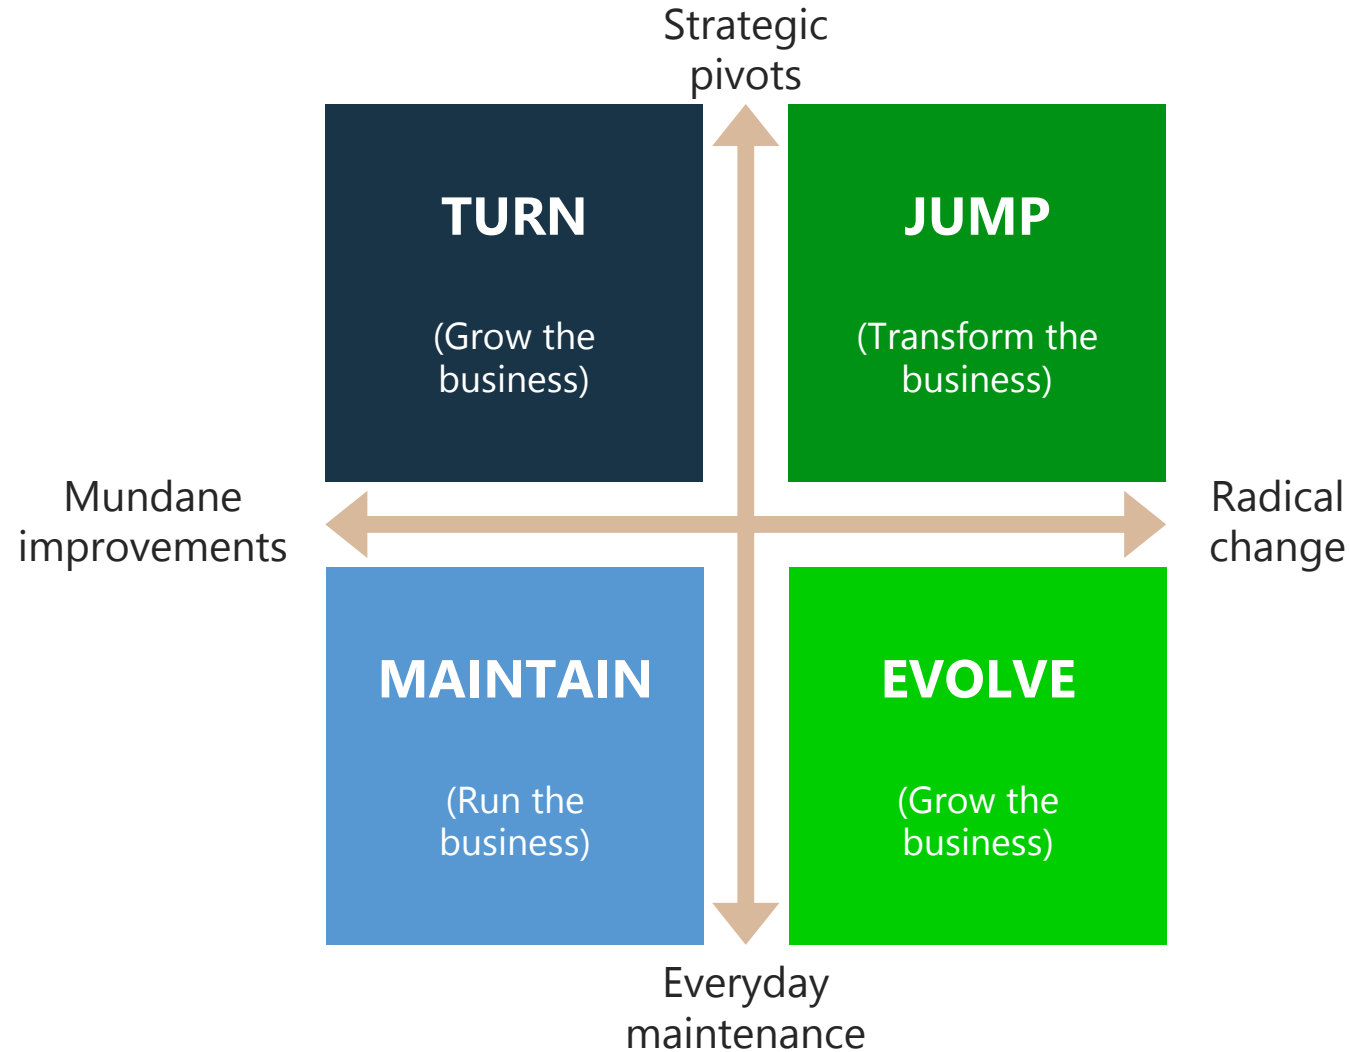 Strategic
pivots
TURN
(Grow the
business)
JUMP
(Transform the
business)
Mundane
improvements
Radical
change
MAINTAIN
(Run the
business)
EVOLVE
(Grow the
business)
Everyday
maintenance